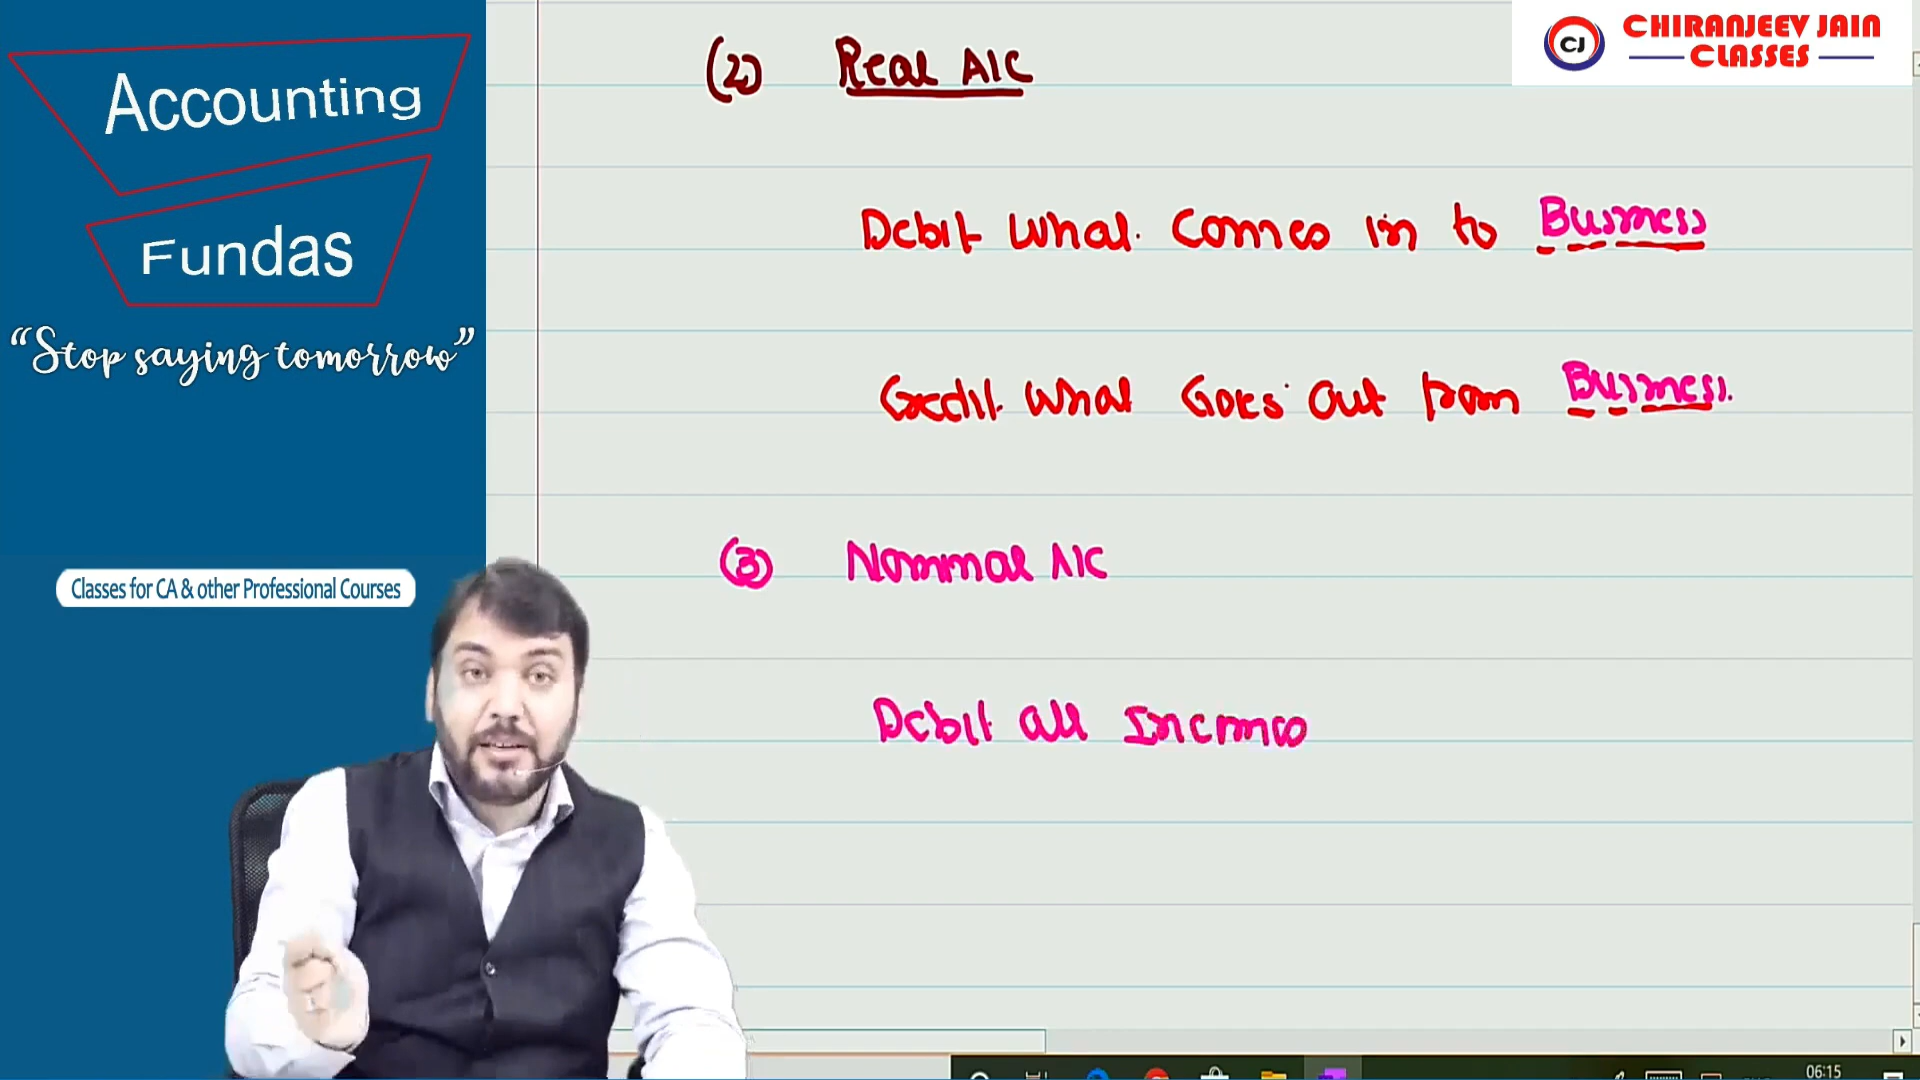 Accounting
Fundas
“Stop saying tomorrow”
Classes for CA & other Professional Courses
CJ
CHIRANJEEV JAIN
CLASSES
(2) Real A/C
Debit What Comes in to Business
Credit What Goes Out from Business.
(3) Nominal A/C
Debit all Incomes
06:15